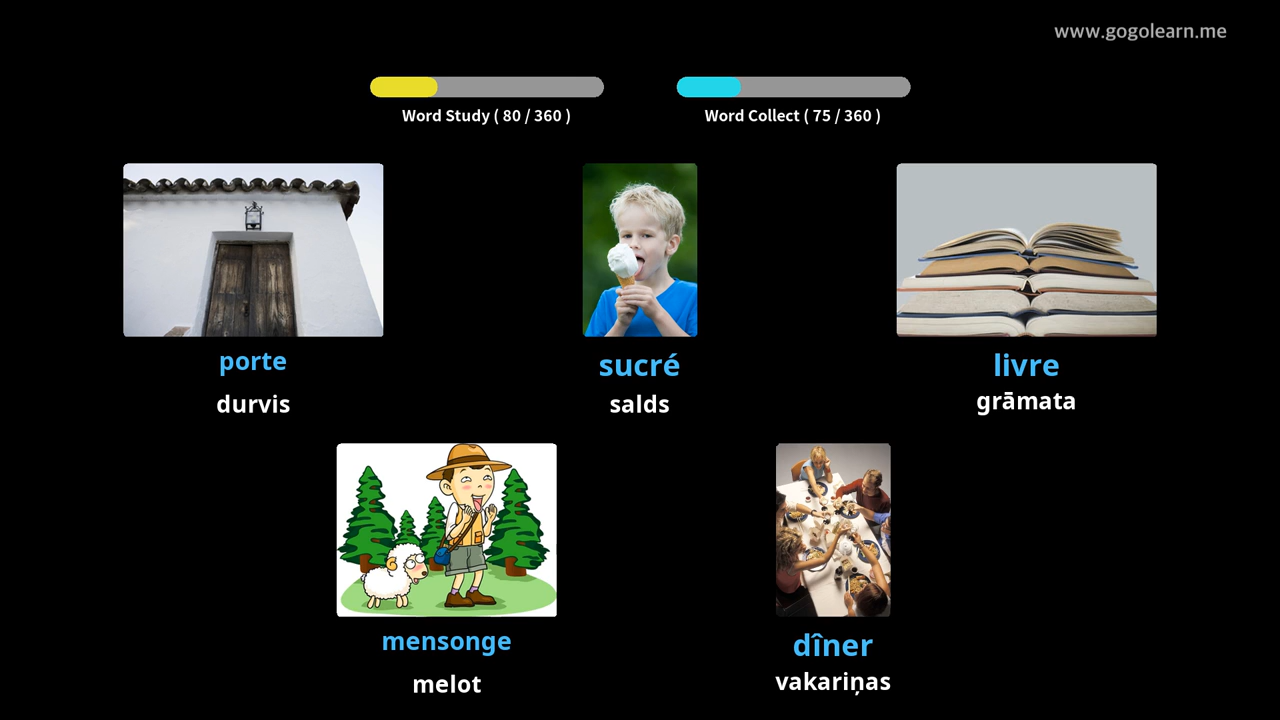 www.gogolearn.me
Word Study ( 80 / 360 )
Word Collect ( 75 / 360 )
porte
durvis
sucré
salds
livre
grāmata
mensonge
melot
dîner
vakariņas